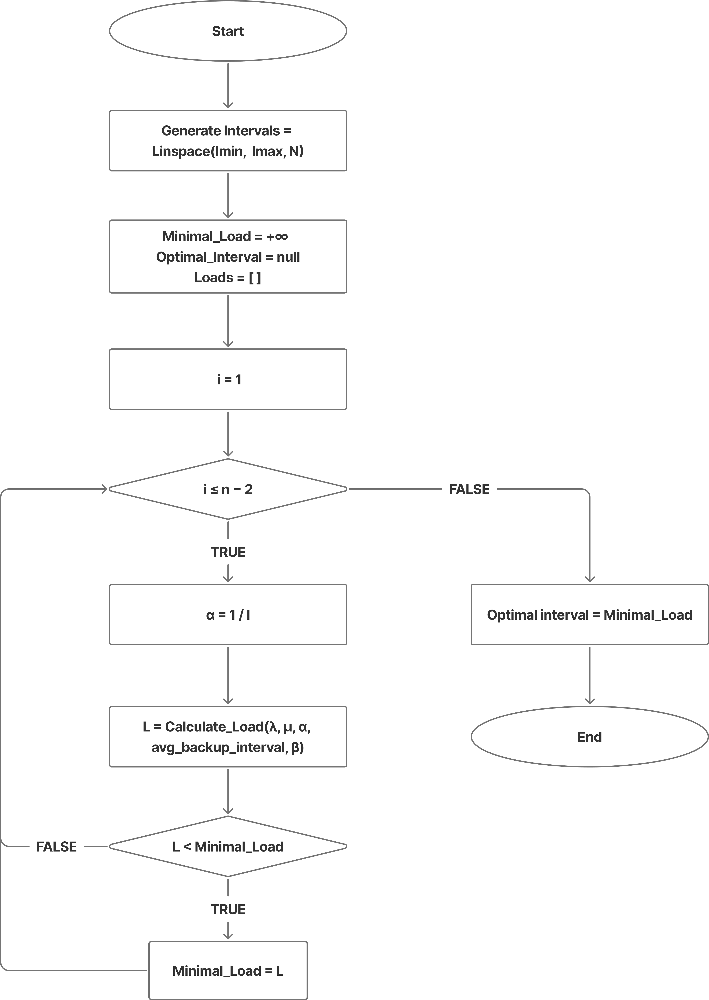 Start
Generate Intervals =
Linspace(Imin, Imax, N)
Minimal_Load = +∞
Optimal_Interval = null
Loads = [ ]
i = 1
i ≤ n − 2
FALSE
TRUE
α = 1 / I
Optimal interval = Minimal_Load
L = Calculate_Load(λ, μ, α,
avg_backup_interval, β)
End
L < Minimal_Load
FALSE
TRUE
Minimal_Load = L